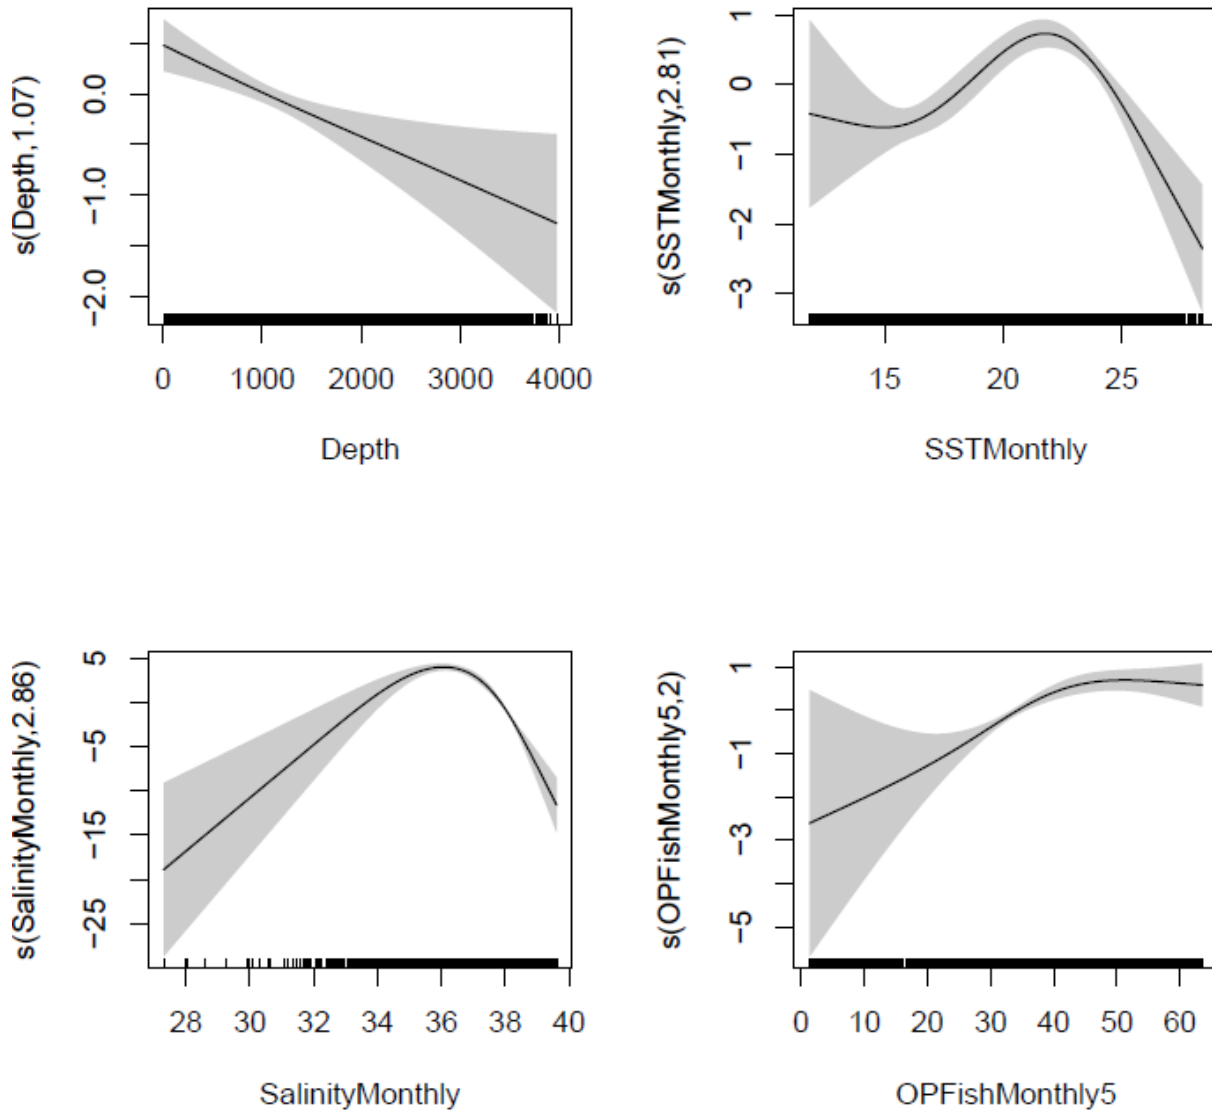 s(Depth,1.07)
0.0
−1.0
−2.0
0 1000 2000 3000 4000
Depth
s(SSTMonthly,2.81)
1
0
−1
−2
−3
15 20 25
SSTMonthly
s(SalinityMonthly,2.86)
5
−5
−15
−25
28 30 32 34 36 38 40
SalinityMonthly
s(OPFishMonthly5,2)
1
−1
−3
−5
0 10 20 30 40 50 60
OPFishMonthly5